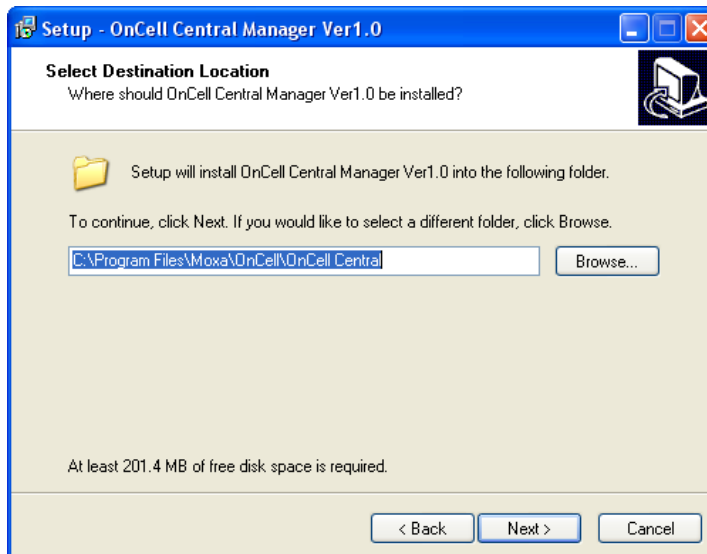 Setup - OnCell Central Manager Ver1.0
Select Destination Location
Where should OnCell Central Manager Ver1.0 be installed?
Setup will install OnCell Central Manager Ver1.0 into the following folder.
To continue, click Next. If you would like to select a different folder, click Browse.
C:\Program Files\Moxa\OnCell\OnCell Central
Browse...
At least 201.4 MB of free disk space is required.
< Back
Next >
Cancel